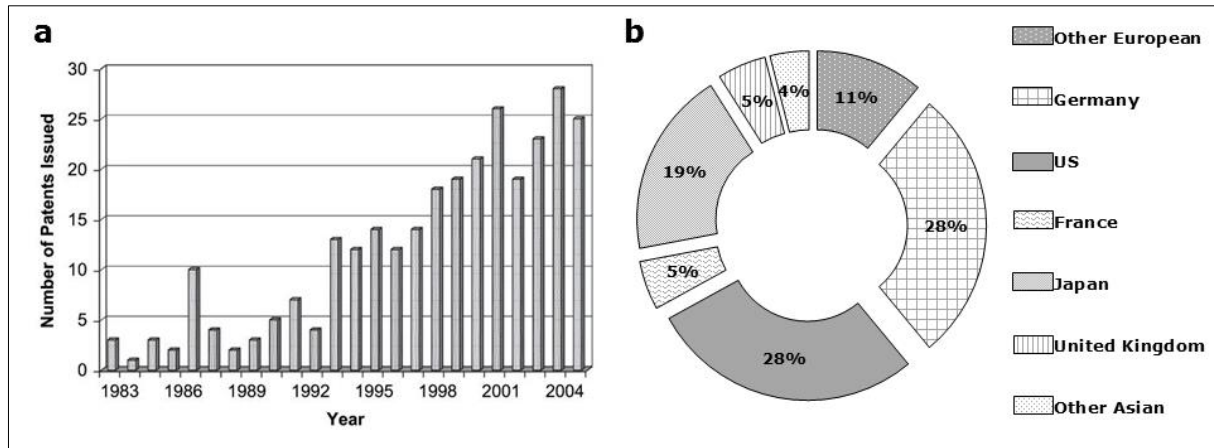 a
Number of Patents Issued
30
25
20
15
10
5
0
1983 1986 1989 1992 1995 1998 2001 2004
Year
b
11%
28%
28%
5%
19%
5%
4%
Other European
Germany
US
France
Japan
United Kingdom
Other Asian